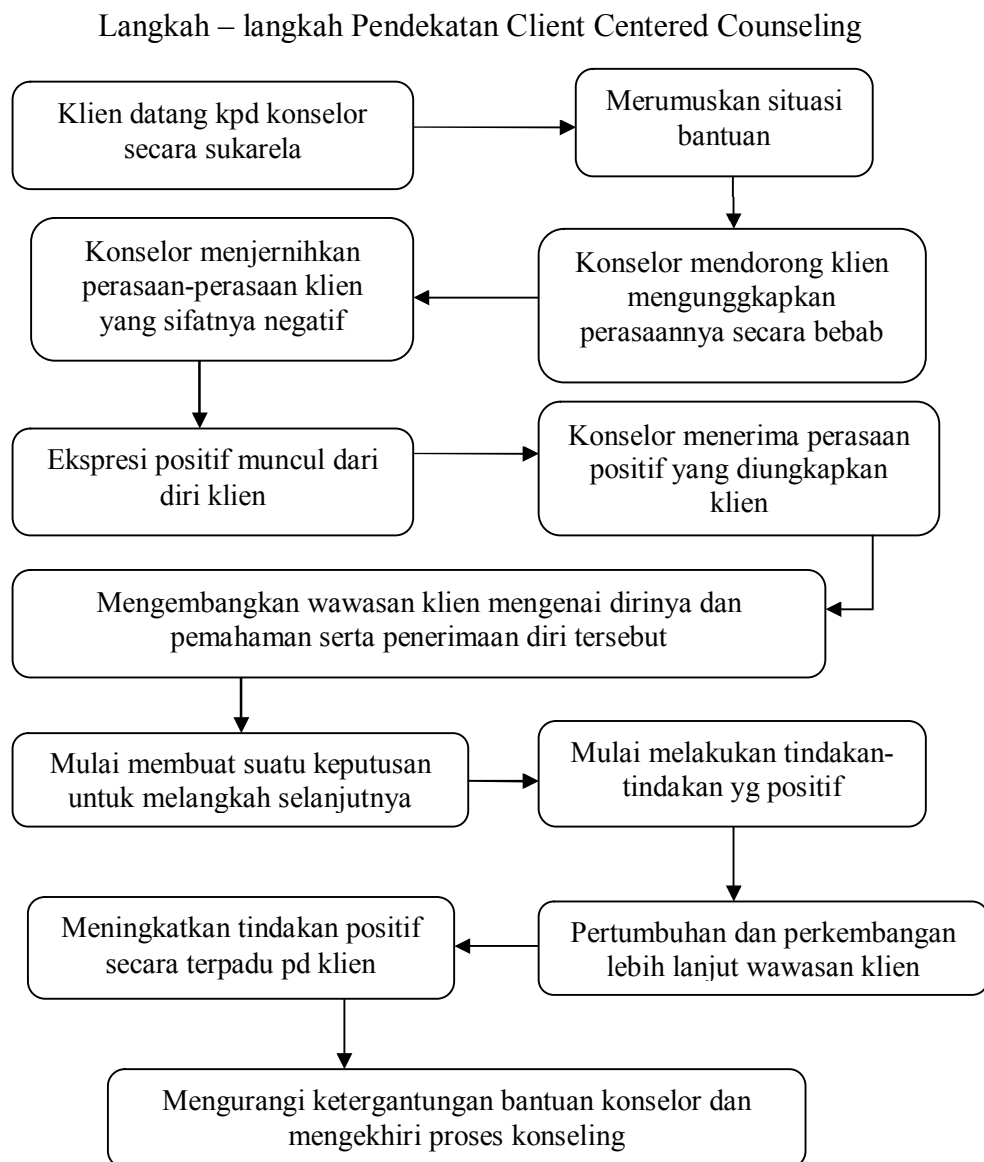 Langkah – langkah Pendekatan Client Centered Counseling
Klien datang kpd konselor
secara sukarela
Merumuskan situasi
bantuan
Konselor mendorong klien
mengunggkapkan
perasaannya secara bebab
Konselor menjernihkan
perasaan-perasaan klien
yang sifatnya negatif
Ekspresi positif muncul dari
diri klien
Konselor menerima perasaan
positif yang diungkapkan
klien
Mengembangkan wawasan klien mengenai dirinya dan
pemahaman serta penerimaan diri tersebut
Mulai membuat suatu keputusan
untuk melangkah selanjutnya
Mulai melakukan tindakan-
tindakan yg positif
Pertumbuhan dan perkembangan
lebih lanjut wawasan klien
Meningkatkan tindakan positif
secara terpadu pd klien
Mengurangi ketergantungan bantuan konselor dan
mengekhiri proses konseling